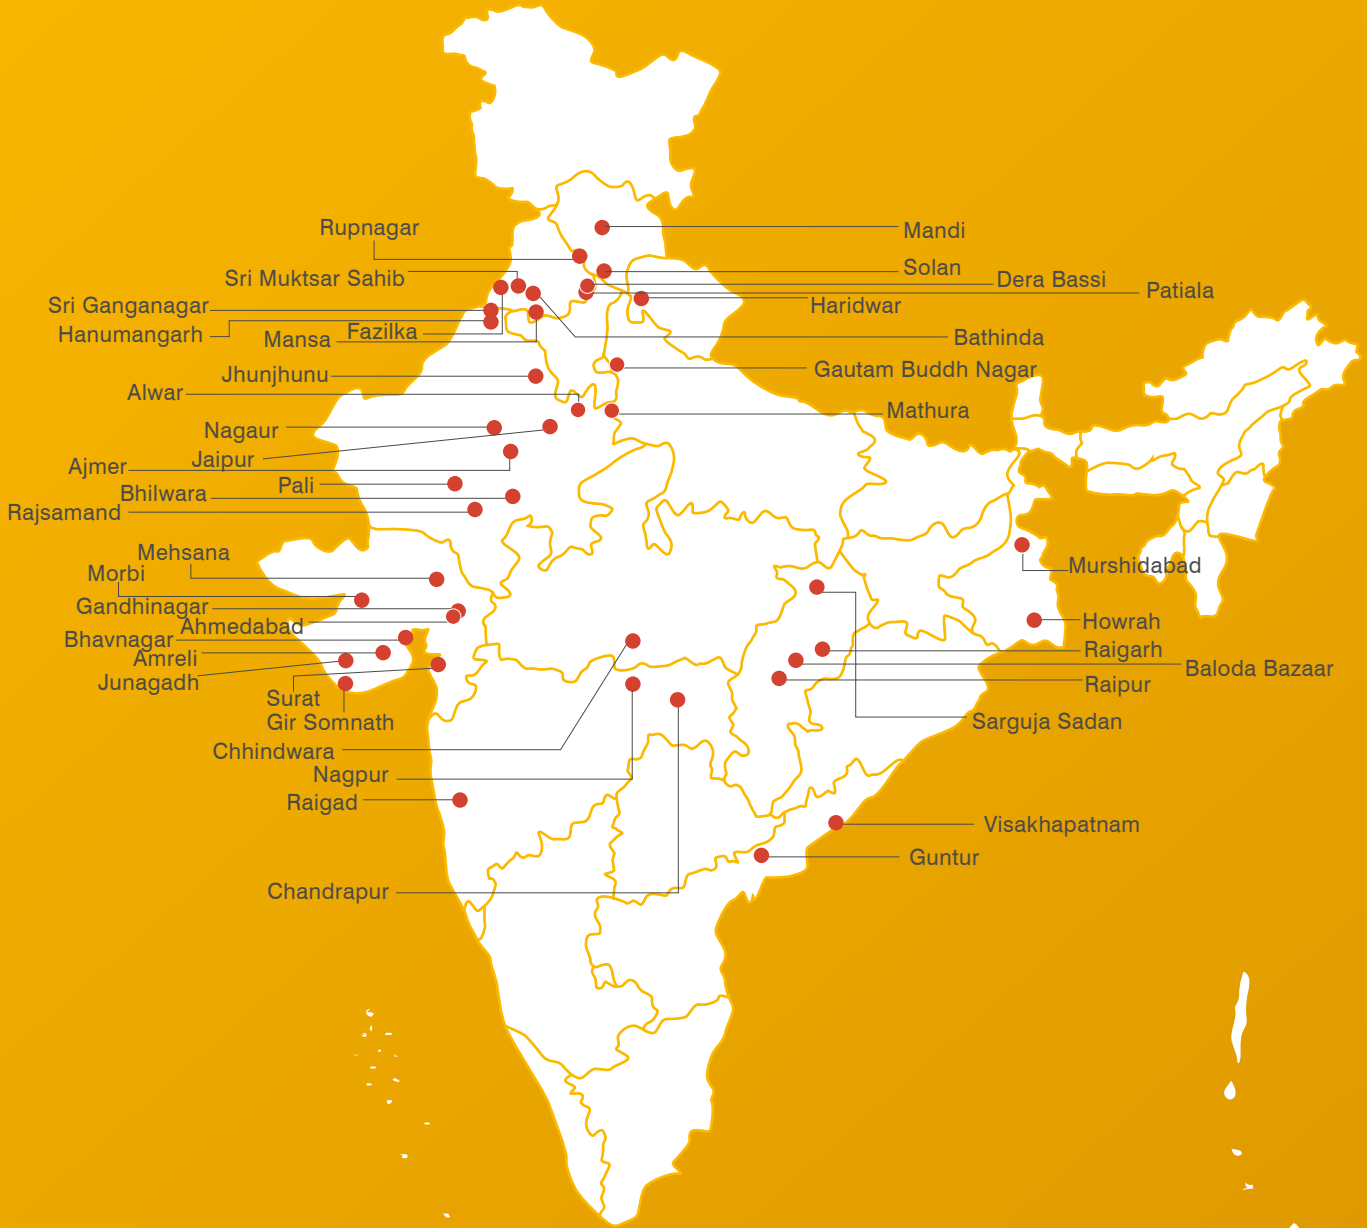 Rupnagar
Mandi
Sri Muktsar Sahib
Solan
Dera Bassi
Patiala
Sri Ganganagar
Haridwar
Hanumangarh
Fazilka
Mansa
Bathinda
Jhunjhunu
Gautam Buddh Nagar
Alwar
Mathura
Nagaur
Jaipur
Ajmer
Pali
Bhilwara
Rajsamand
Mehsana
Morbi
Murshidabad
Gandhinagar
Ahmedabad
Howrah
Bhavnagar
Raigarh
Amreli
Baloda Bazaar
Junagadh
Raipur
Surat
Gir Somnath
Sarguja Sadan
Chhindwara
Nagpur
Raigad
Visakhapatnam
Guntur
Chandrapur